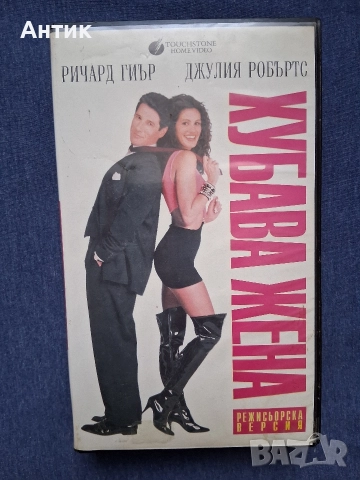 Антик
TOUCHSTONE
HOME VIDEO
РИЧАРД ГИЪР
ДЖУЛИЯ РОБЪРТС
ХУБАВА ЖЕНА
РЕЖИСЬОРСКА
ВЕРСИЯ
BAZAR